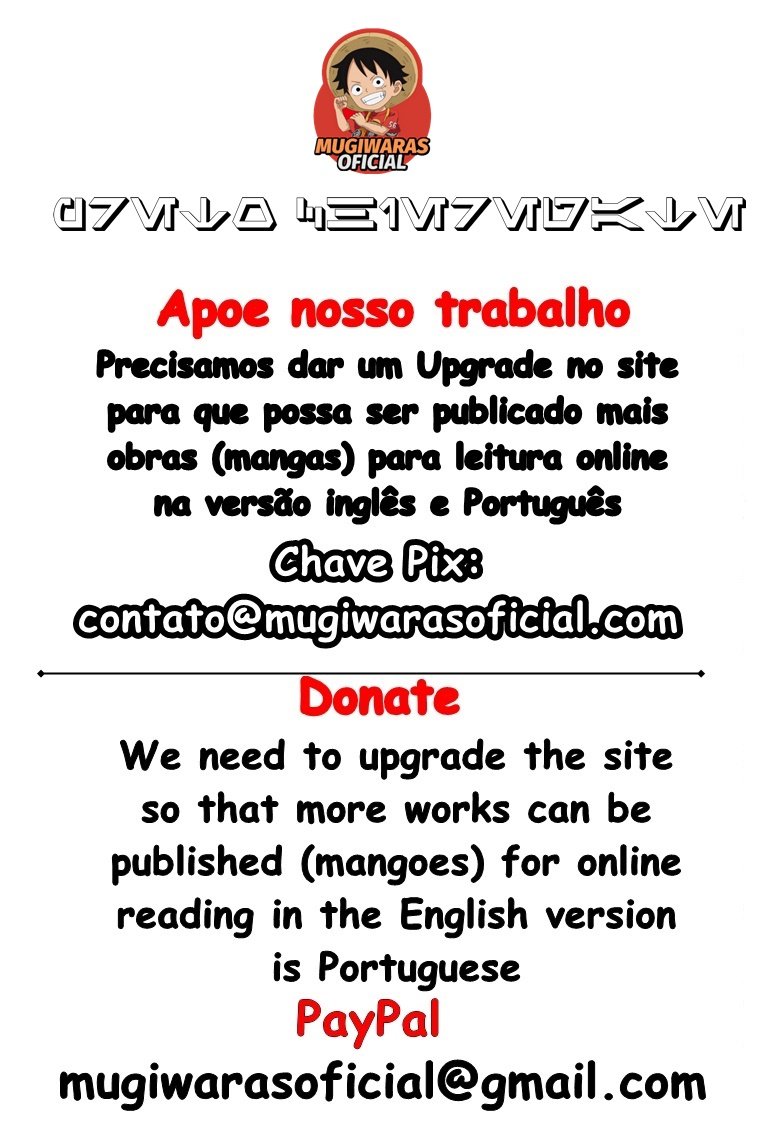 MUGIWARAS
OFICIAL
Apoe nosso trabalho
Precisamos dar um Upgrade no site
para que possa ser publicado mais
obras (mangas) para leitura online
na versão inglês e Português
Chave Pix:
contato@mugiwarasoficial.com
Donate
We need to upgrade the site
so that more works can be
published (mangoes) for online
reading in the English version
is Portuguese
PayPal
mugiwarasoficial@gmail.com